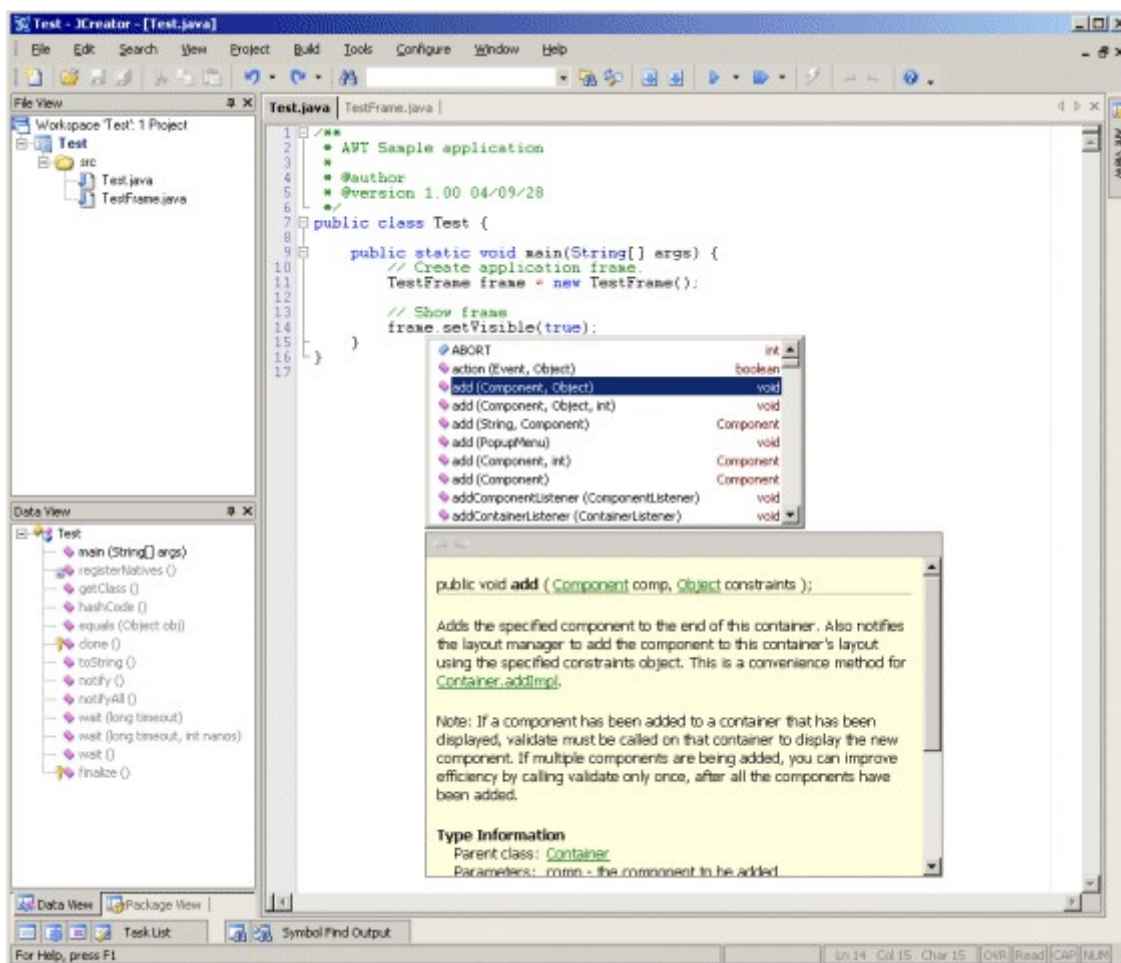 Test - JCreator - [Test.java]
File Edit Search View Project Build Tools Configure Window Help
File View
Workspace 'Test': 1 Project
Test
src
Test.java
TestFrame.java
Test.java TestFrame.java
1 /**
2 * AWT Sample application
3 *
4 * @author
5 * @version 1.00 04/09/28
6 */
7 public class Test {
8
9 public static void main(String[] args) {
10 // Create application frame.
11 TestFrame frame = new TestFrame();
12
13 // Show frame
14 frame.setVisible(true);
15 }
16 }
17
ABORT int
action (Event, Object) boolean
add (Component, Object) void
add (Component, Object, int) void
add (String, Component) Component
add (PopupMenu) void
add (Component, int) Component
add (Component) Component
addComponentListener (ComponentListener) void
addContainerListener (ContainerListener) void
public void add ( Component comp, Object constraints );
Adds the specified component to the end of this container. Also notifies
the layout manager to add the component to this container's layout
using the specified constraints object. This is a convenience method for
Container.addImpl.
Note: If a component has been added to a container that has been
displayed, validate must be called on that container to display the new
component. If multiple components are being added, you can improve
efficiency by calling validate only once, after all the components have
been added.
Type Information
Parent class: Container
Parameters: comp - the component to be added
Data View
Test
main (String[] args)
registerNatives ()
getClass ()
hashCode ()
equals (Object obj)
clone ()
toString ()
notify ()
notifyAll ()
wait (long timeout)
wait (long timeout, int nanos)
wait ()
finalize ()
Data View Package View
Task List Symbol Find Output
For Help, press F1 Ln 14 Col 15 Char 15 OVR Read CAP NUM